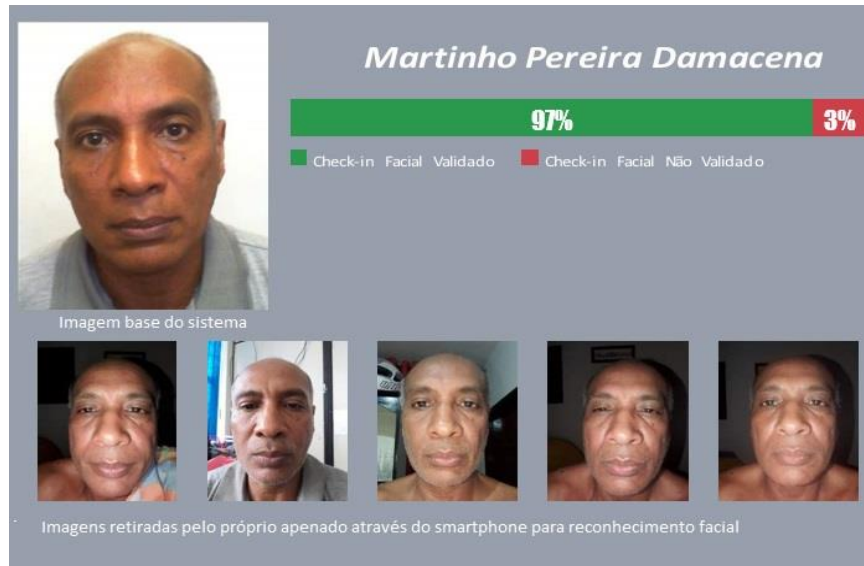 Martinho Pereira Damacena
97% 3%
Check-in Facial Validado Check-in Facial Não Validado
Imagem base do sistema
Imagens retiradas pelo próprio apenado através do smartphone para reconhecimento facial